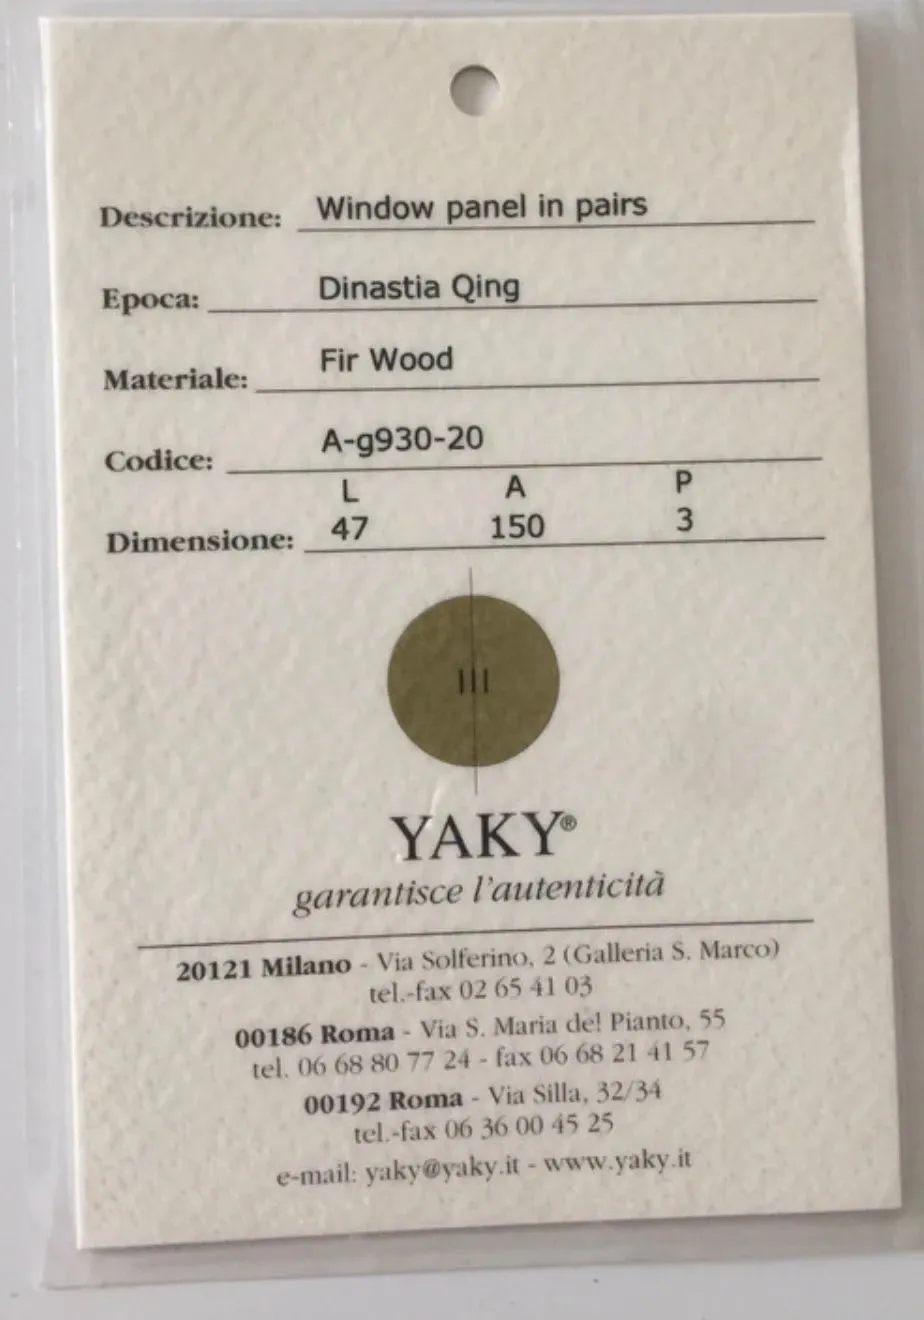 Descrizione: Window panel in pairs
Epoca: Dinastia Qing
Materiale: Fir Wood
Codice: A-g930-20
L A P
Dimensione: 47 150 3
III
YAKY®
garantisce l'autenticità
20121 Milano - Via Solferino, 2 (Galleria S. Marco)
tel.-fax 02 65 41 03
00186 Roma - Via S. Maria del Pianto, 55
tel. 06 68 80 77 24 - fax 06 68 21 41 57
00192 Roma - Via Silla, 32/34
tel.-fax 06 36 00 45 25
e-mail: yaky@yaky.it - www.yaky.it